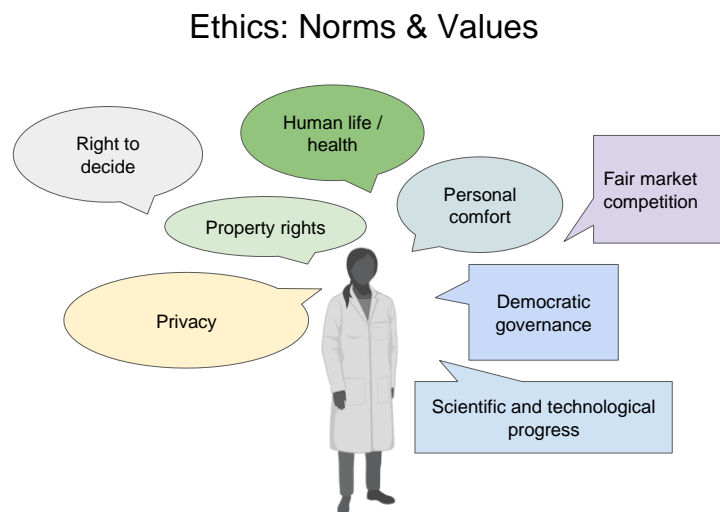 Ethics: Norms & Values
Right to
decide
Human life /
health
Personal
comfort
Fair market
competition
Property rights
Privacy
Democratic
governance
Scientific and technological
progress